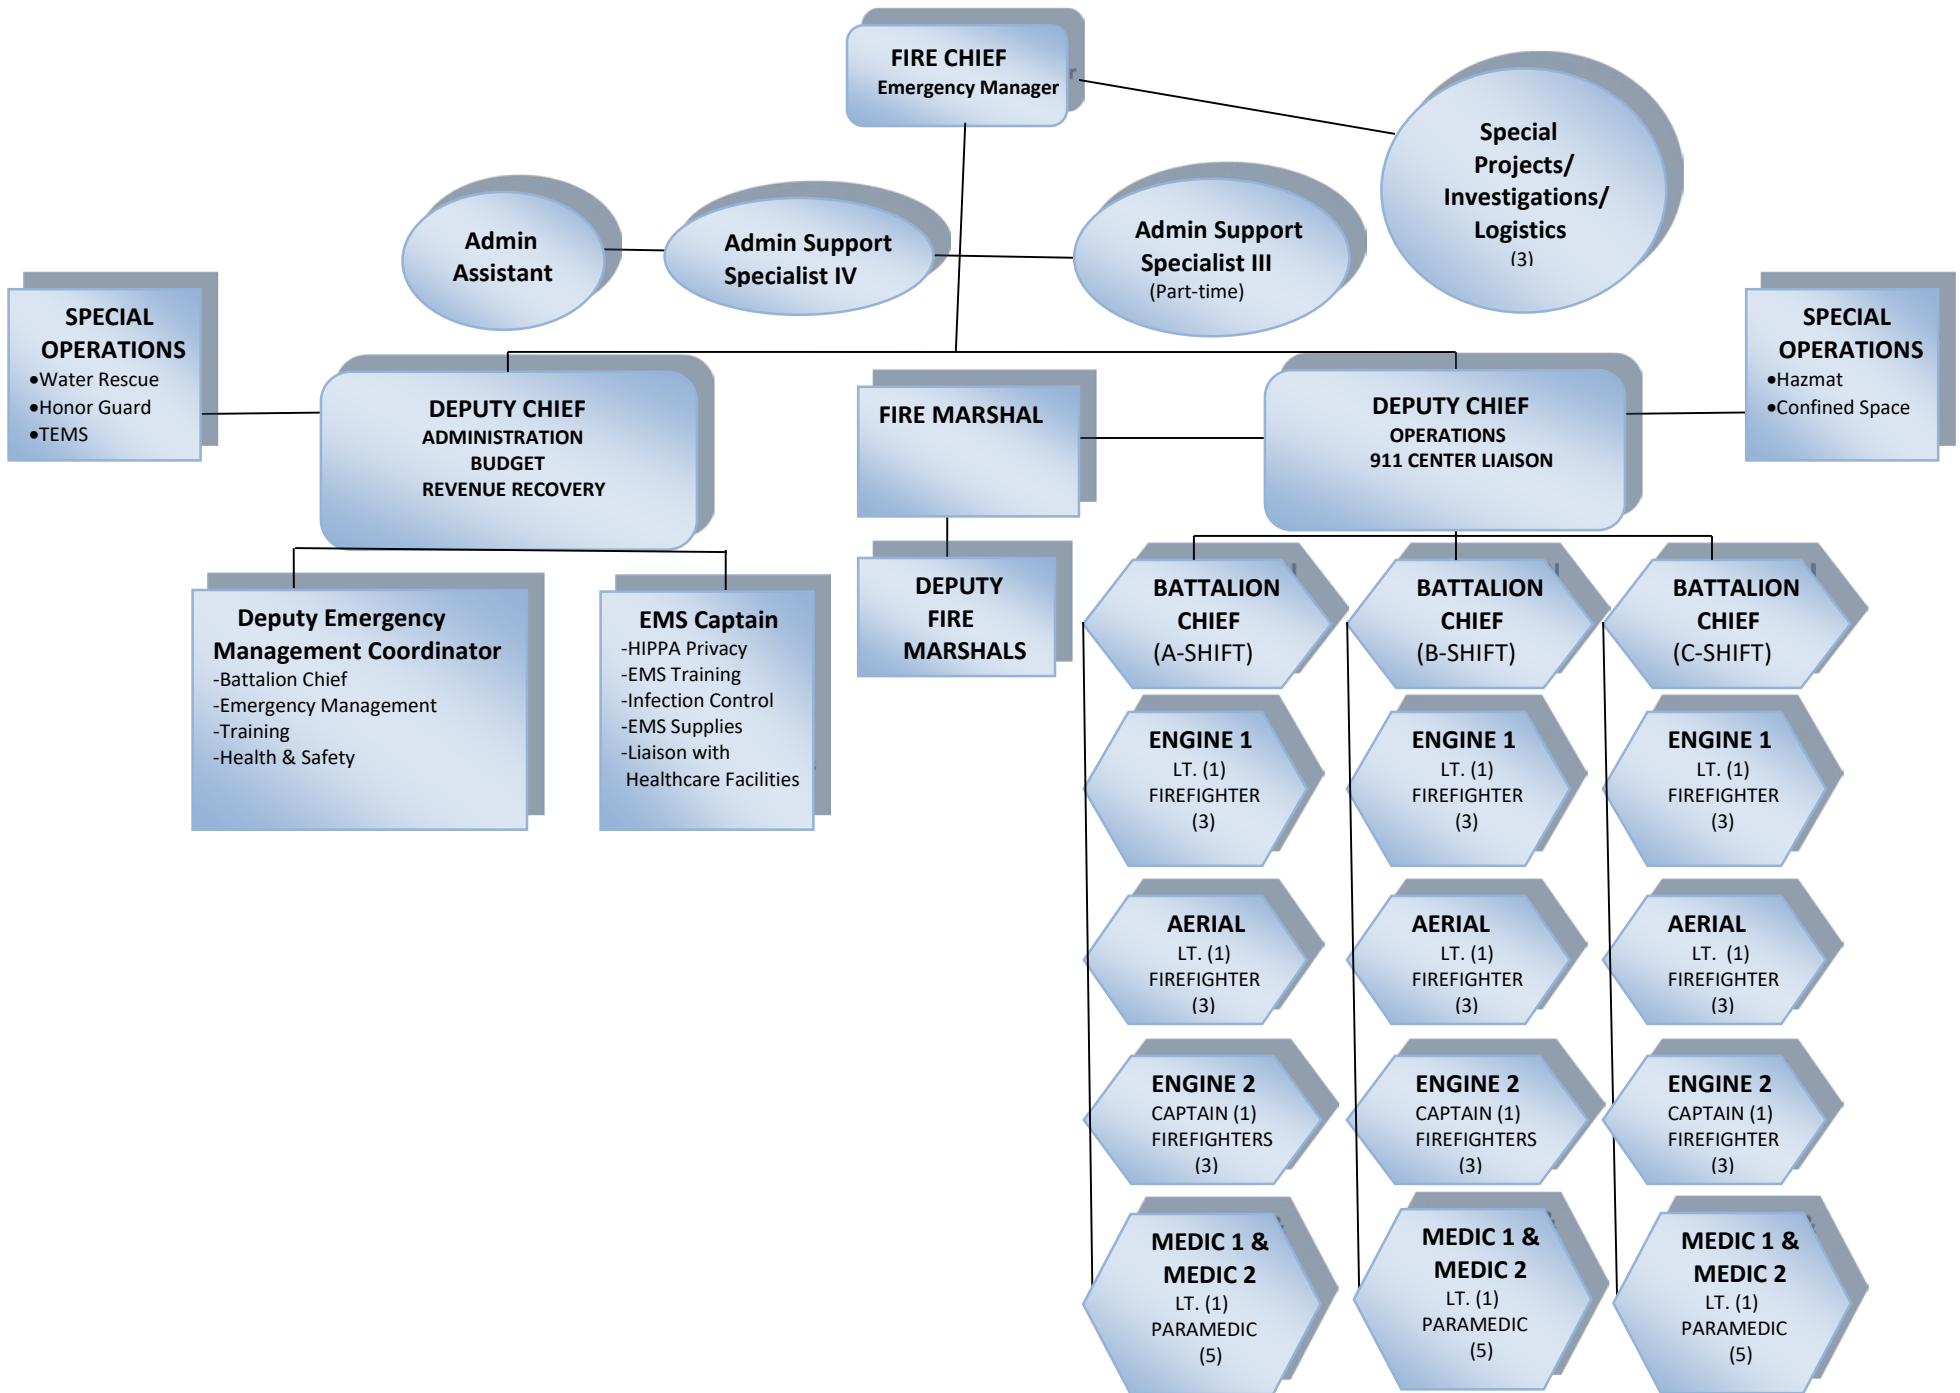 FIRE CHIEF
Emergency Manager
Special
Projects/
Investigations/
Logistics
(3)
Admin
Assistant
Admin Support
Specialist IV
Admin Support
Specialist III
(Part-time)
SPECIAL
OPERATIONS
•Water Rescue
•Honor Guard
•TEMS
DEPUTY CHIEF
ADMINISTRATION
BUDGET
REVENUE RECOVERY
FIRE MARSHAL
DEPUTY CHIEF
OPERATIONS
911 CENTER LIAISON
SPECIAL
OPERATIONS
•Hazmat
•Confined Space
Deputy Emergency
Management Coordinator
-Battalion Chief
-Emergency Management
-Training
-Health & Safety
EMS Captain
-HIPPA Privacy
-EMS Training
-Infection Control
-EMS Supplies
-Liaison with
Healthcare Facilities
DEPUTY
FIRE
MARSHALS
BATTALION
CHIEF
(A-SHIFT)
BATTALION
CHIEF
(B-SHIFT)
BATTALION
CHIEF
(C-SHIFT)
ENGINE 1
LT. (1)
FIREFIGHTER
(3)
ENGINE 1
LT. (1)
FIREFIGHTER
(3)
ENGINE 1
LT. (1)
FIREFIGHTER
(3)
AERIAL
LT. (1)
FIREFIGHTER
(3)
AERIAL
LT. (1)
FIREFIGHTER
(3)
AERIAL
LT. (1)
FIREFIGHTER
(3)
ENGINE 2
CAPTAIN (1)
FIREFIGHTERS
(3)
ENGINE 2
CAPTAIN (1)
FIREFIGHTERS
(3)
ENGINE 2
CAPTAIN (1)
FIREFIGHTER
(3)
MEDIC 1 &
MEDIC 2
LT. (1)
PARAMEDIC
(5)
MEDIC 1 &
MEDIC 2
LT. (1)
PARAMEDIC
(5)
MEDIC 1 &
MEDIC 2
LT. (1)
PARAMEDIC
(5)